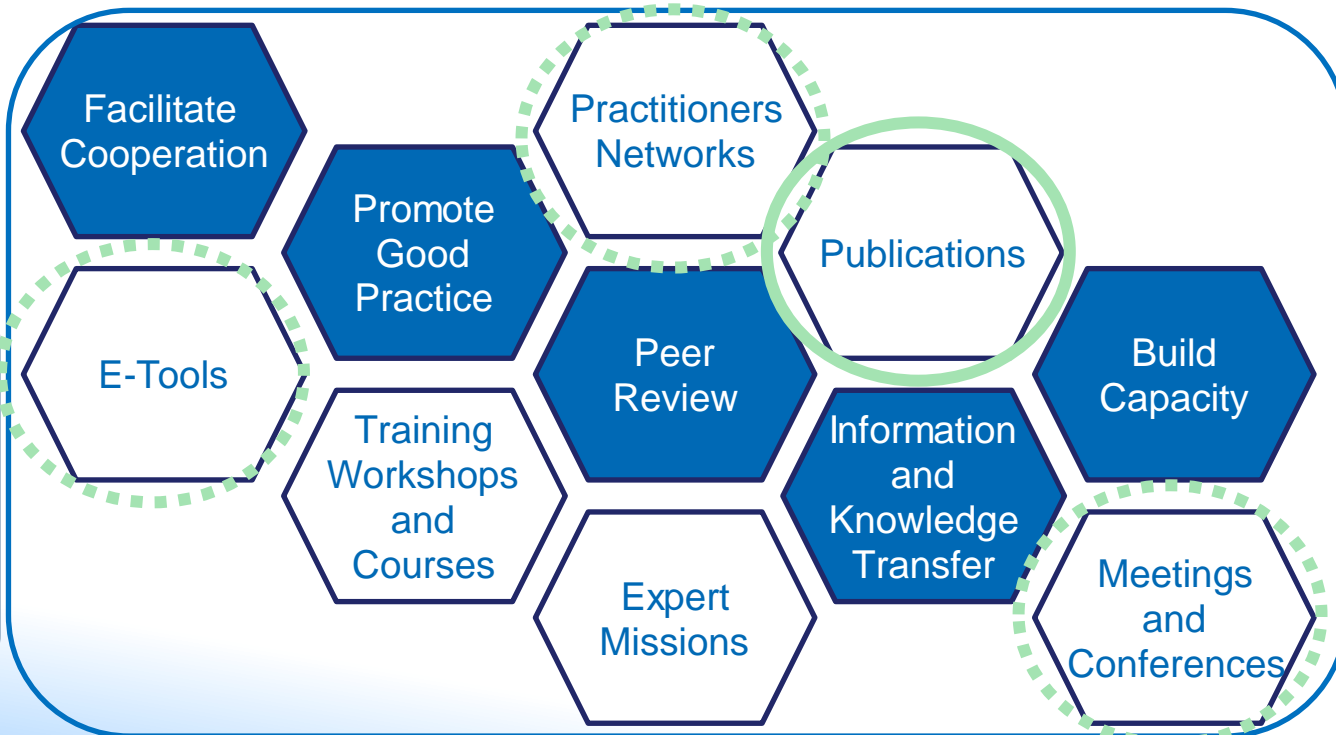 Facilitate
Cooperation
Practitioners
Networks
Promote
Good
Practice
Publications
E-Tools
Peer
Review
Build
Capacity
Training
Workshops
and
Courses
Information
and
Knowledge
Transfer
Expert
Missions
Meetings
and
Conferences